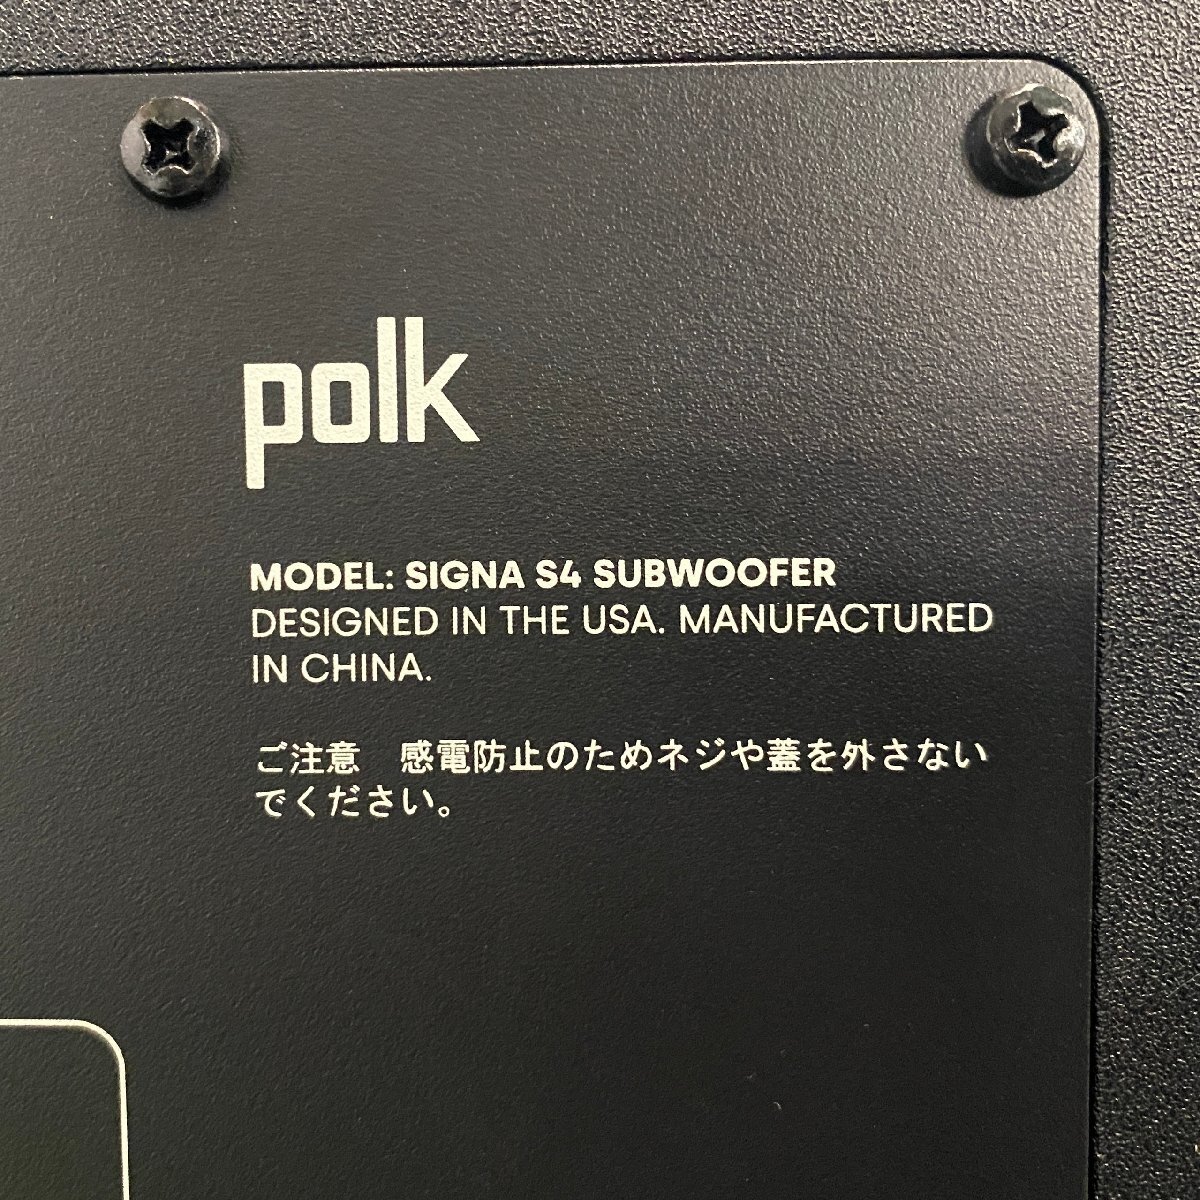 polk
MODEL: SIGNA S4 SUBWOOFER
DESIGNED IN THE USA. MANUFACTURED
IN CHINA.
ご注意　感電防止のためネジや蓋を外さない
でください。